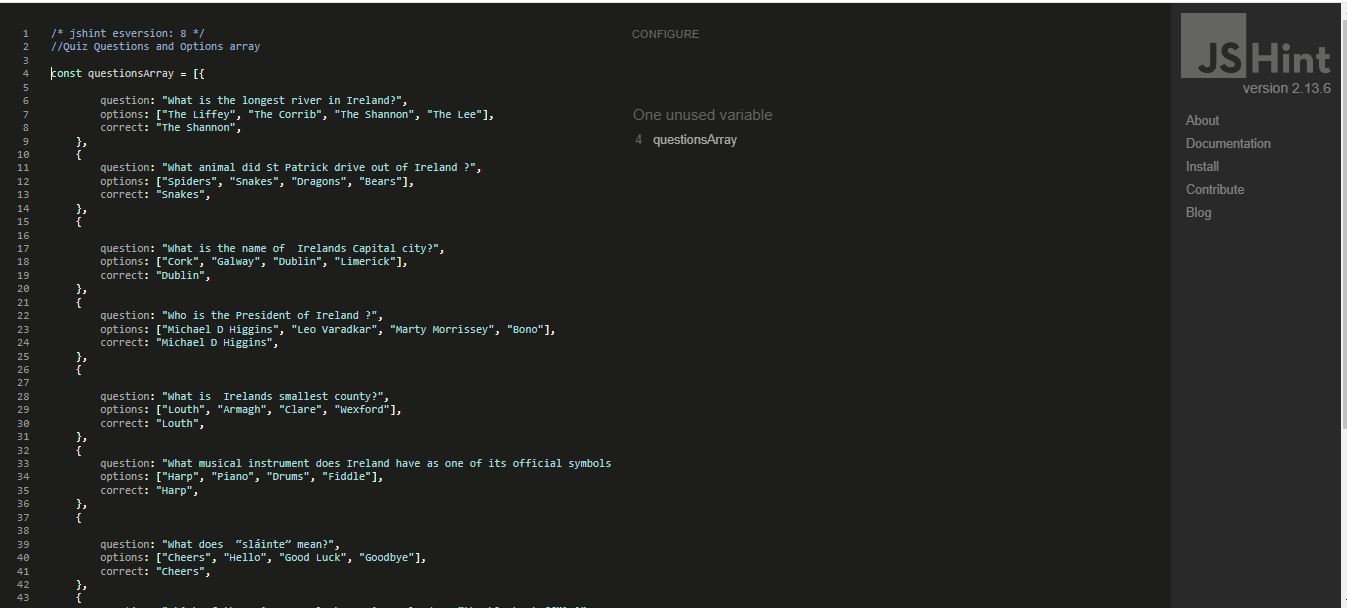 1 /* jshint esversion: 8 */
2 //Quiz Questions and Options array
3
4 const questionsArray = [{
5
6 question: "What is the longest river in Ireland?",
7 options: ["The Liffey", "The Corrib", "The Shannon", "The Lee"],
8 correct: "The Shannon",
9 },
10 {
11 question: "What animal did St Patrick drive out of Ireland ?",
12 options: ["Spiders", "Snakes", "Dragons", "Bears"],
13 correct: "Snakes",
14 },
15 {
16
17 question: "What is the name of  Irelands Capital city?",
18 options: ["Cork", "Galway", "Dublin", "Limerick"],
19 correct: "Dublin",
20 },
21 {
22 question: "Who is the President of Ireland ?",
23 options: ["Michael D Higgins", "Leo Varadkar", "Marty Morrissey", "Bono"],
24 correct: "Michael D Higgins",
25 },
26 {
27
28 question: "What is  Irelands smallest county?",
29 options: ["Louth", "Armagh", "Clare", "Wexford"],
30 correct: "Louth",
31 },
32 {
33 question: "What musical instrument does Ireland have as one of its official symbols
34 options: ["Harp", "Piano", "Drums", "Fiddle"],
35 correct: "Harp",
36 },
37 {
38
39 question: "What does  “sláinte” mean?",
40 options: ["Cheers", "Hello", "Good Luck", "Goodbye"],
41 correct: "Cheers",
42 },
43 {
CONFIGURE
One unused variable
4 questionsArray
JSHint
version 2.13.6
About
Documentation
Install
Contribute
Blog